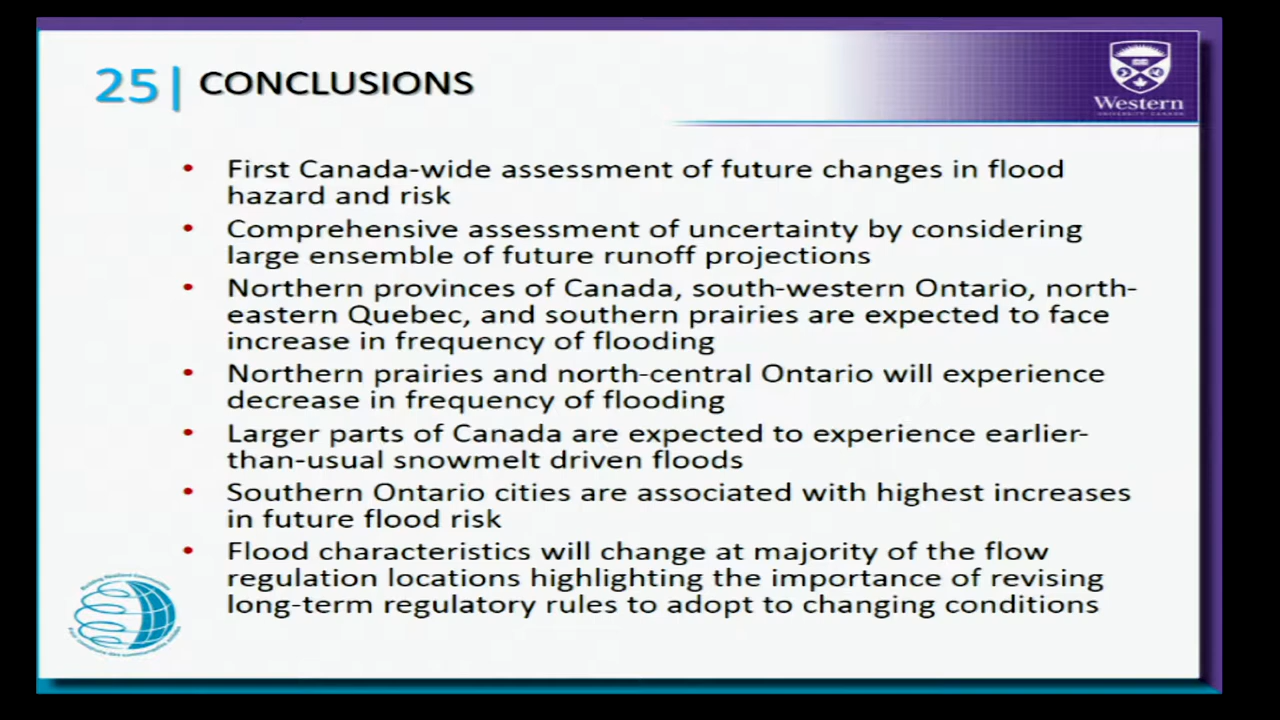 25| CONCLUSIONS
Western
UNIVERSITY · CANADA
• First Canada-wide assessment of future changes in flood
hazard and risk
• Comprehensive assessment of uncertainty by considering
large ensemble of future runoff projections
• Northern provinces of Canada, south-western Ontario, north-
eastern Quebec, and southern prairies are expected to face
increase in frequency of flooding
• Northern prairies and north-central Ontario will experience
decrease in frequency of flooding
• Larger parts of Canada are expected to experience earlier-
than-usual snowmelt driven floods
• Southern Ontario cities are associated with highest increases
in future flood risk
• Flood characteristics will change at majority of the flow
regulation locations highlighting the importance of revising
long-term regulatory rules to adopt to changing conditions